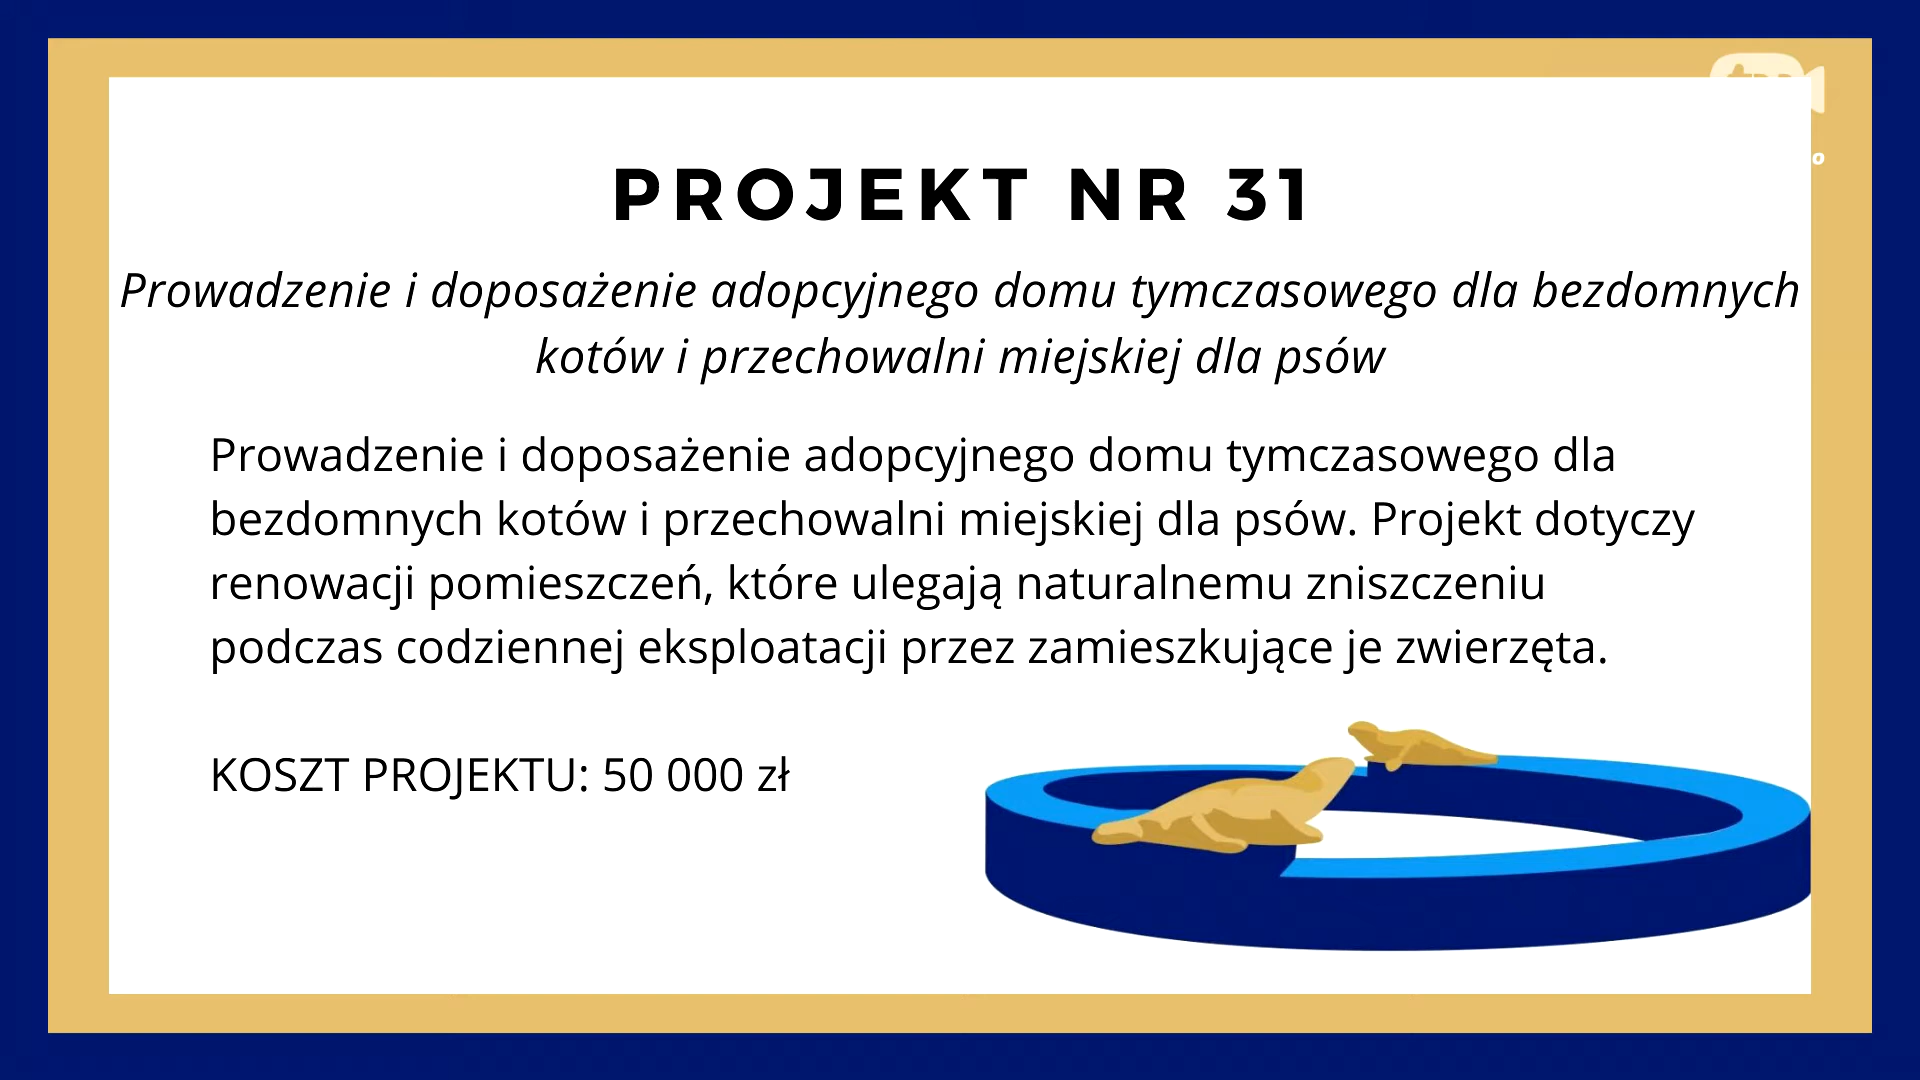 PROJEKT NR 31
Prowadzenie i doposażenie adopcyjnego domu tymczasowego dla bezdomnych
kotów i przechowalni miejskiej dla psów
Prowadzenie i doposażenie adopcyjnego domu tymczasowego dla
bezdomnych kotów i przechowalni miejskiej dla psów. Projekt dotyczy
renowacji pomieszczeń, które ulegają naturalnemu zniszczeniu
podczas codziennej eksploatacji przez zamieszkujące je zwierzęta.
KOSZT PROJEKTU: 50 000 zł